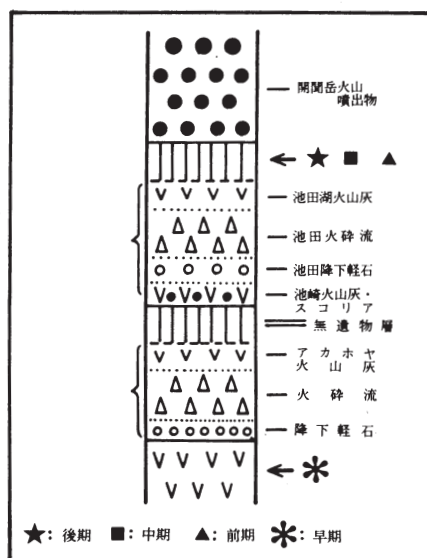 開聞岳火山
噴出物
池田湖火山灰
池田火砕流
池田降下軽石
池崎火山灰・
スコリア
無遺物層
アカホヤ
火山灰
火砕流
降下軽石
★：後期 ■：中期 ▲：前期 ✻：早期